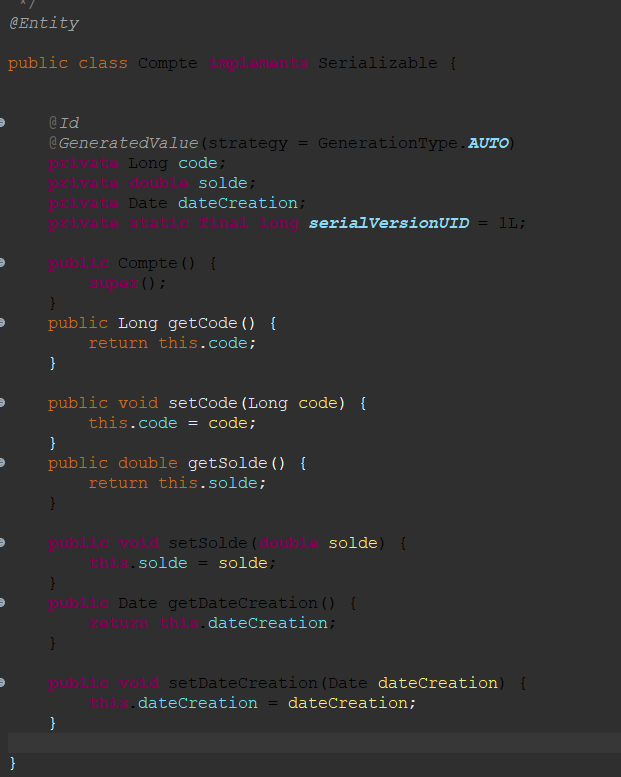 */
@Entity
public class Compte implements Serializable {
@Id
@GeneratedValue(strategy = GenerationType.AUTO)
private Long code;
private double solde;
private Date dateCreation;
private static final long serialVersionUID = 1L;
public Compte() {
super();
}
public Long getCode() {
return this.code;
}
public void setCode(Long code) {
this.code = code;
}
public double getSolde() {
return this.solde;
}
public void setSolde(double solde) {
this.solde = solde;
}
public Date getDateCreation() {
return this.dateCreation;
}
public void setDateCreation(Date dateCreation) {
this.dateCreation = dateCreation;
}
}